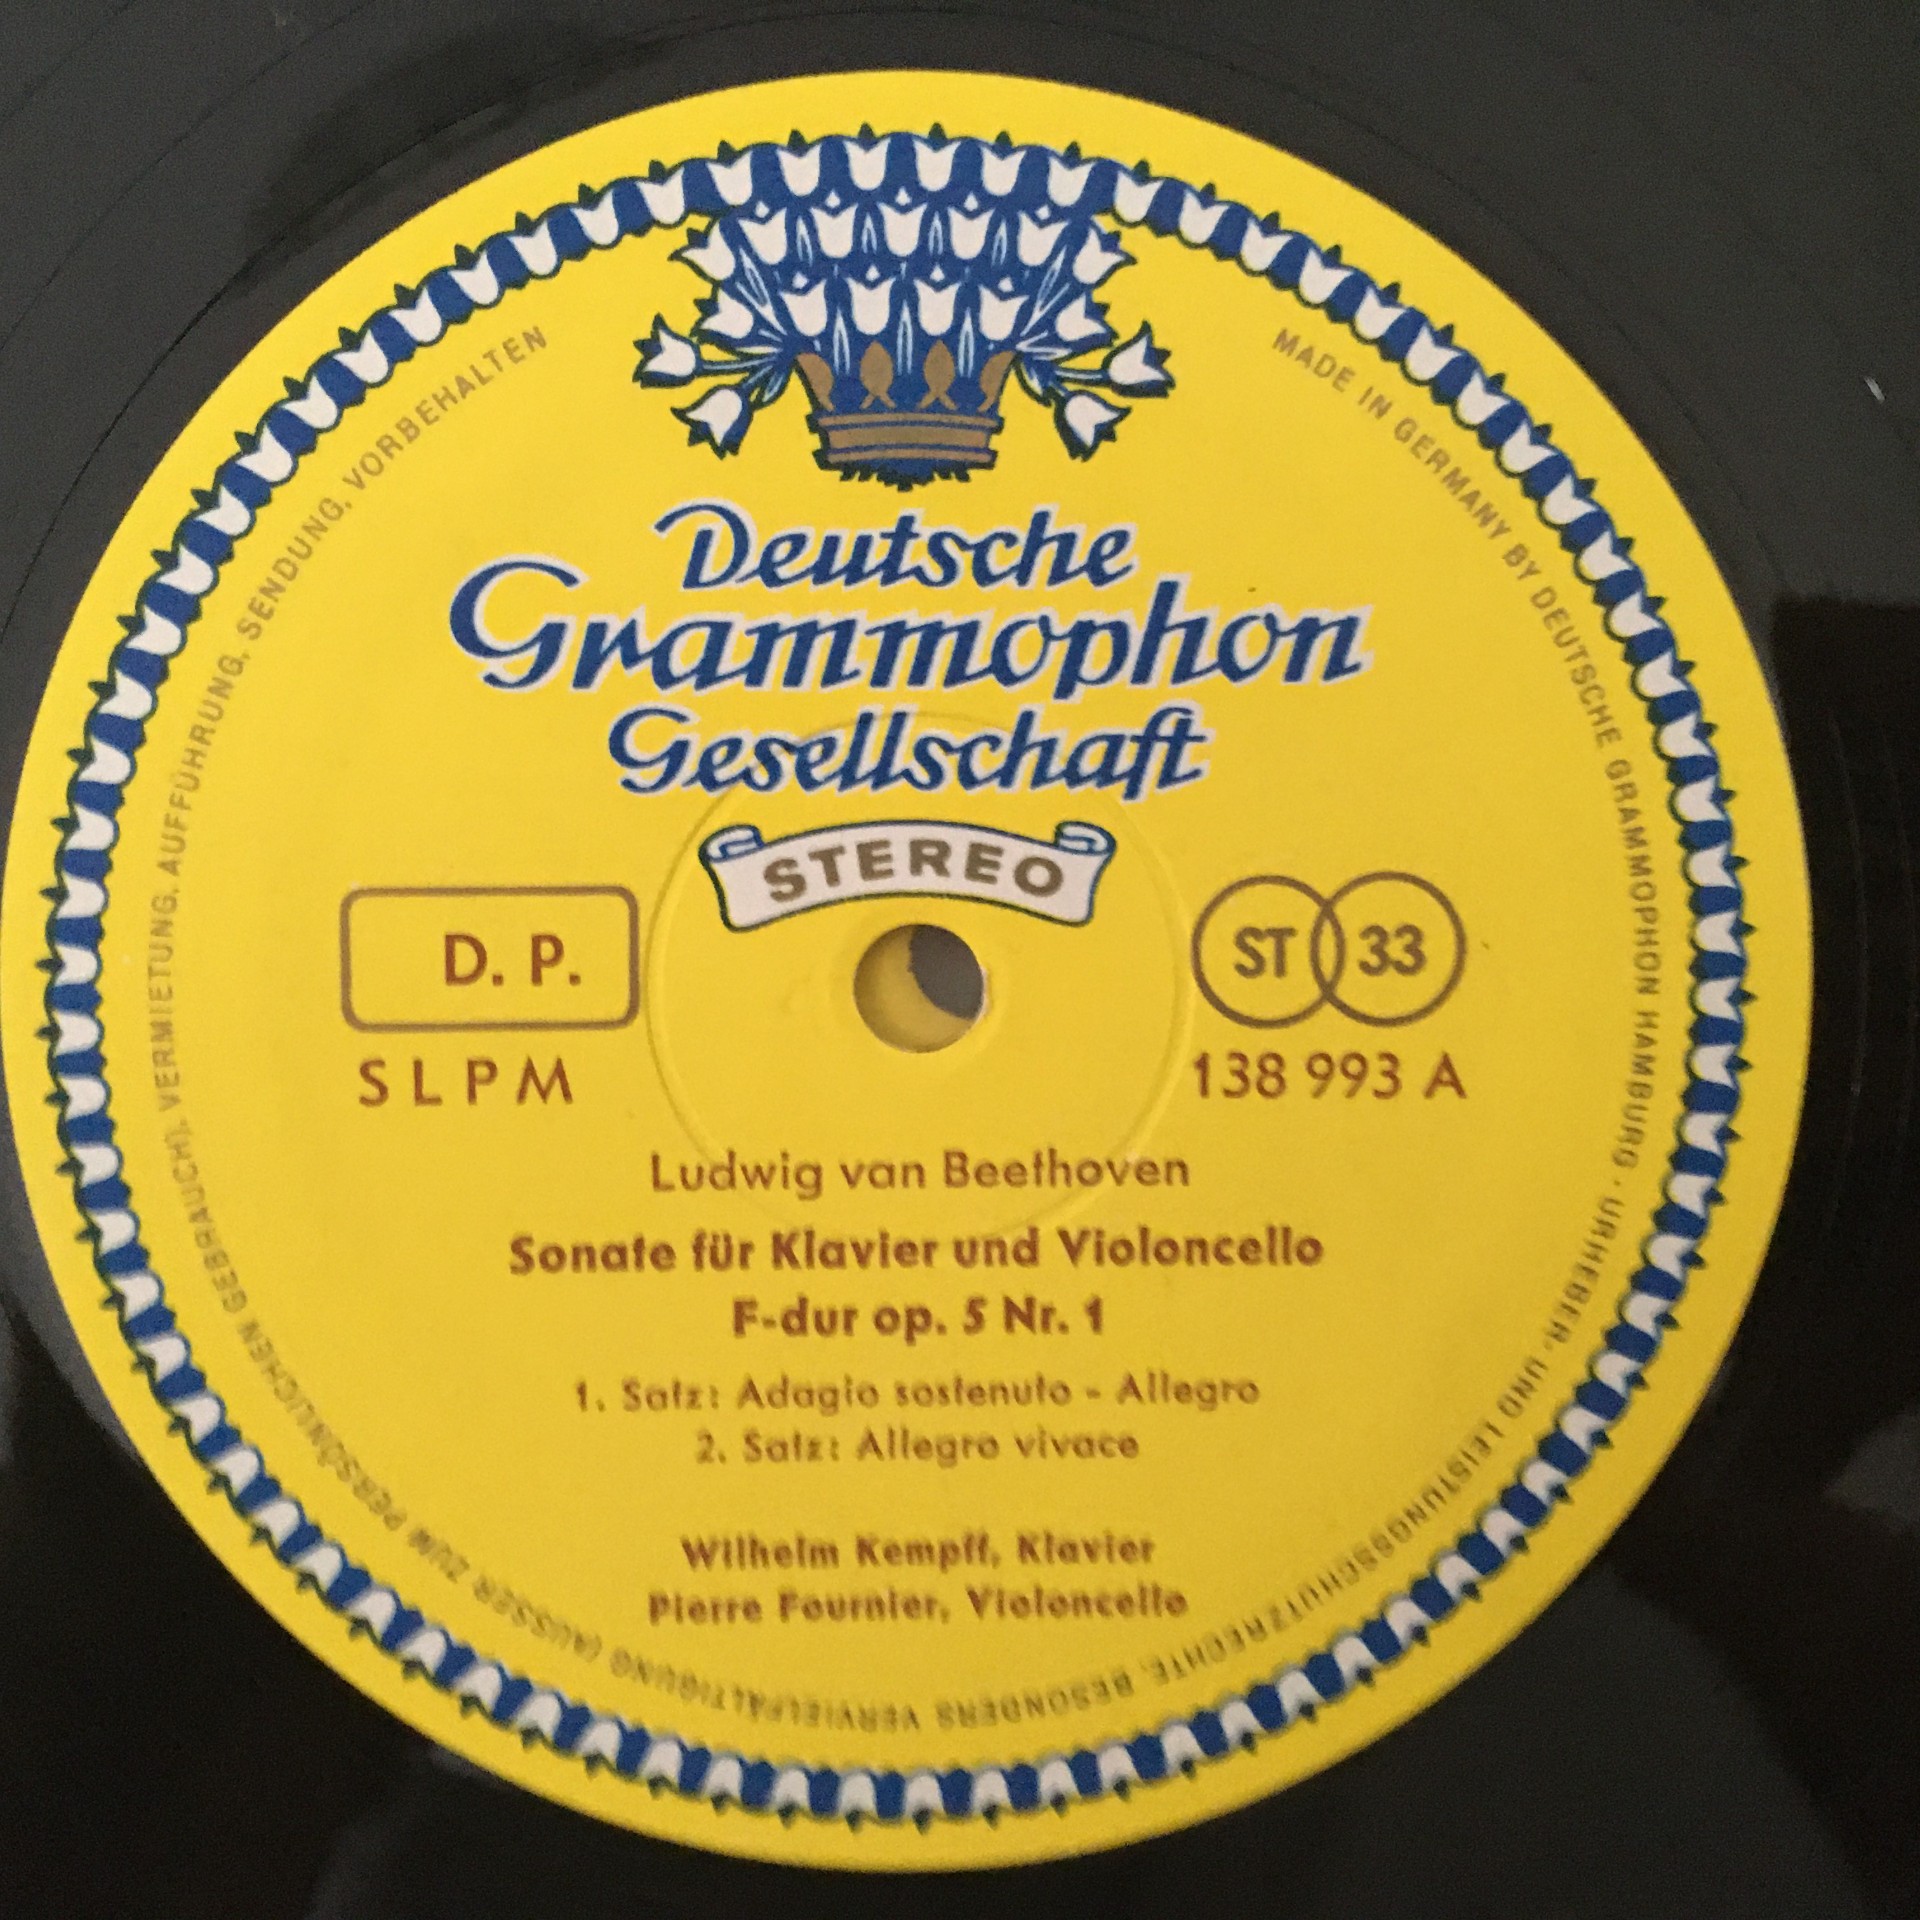 Deutsche
Grammophon
Gesellschaft
STEREO
D. P.
ST 33
SLPM
138 993 A
Ludwig van Beethoven
Sonate für Klavier und Violoncello
F-dur op. 5 Nr. 1
1. Satz: Adagio sostenuto - Allegro
2. Satz: Allegro vivace
Wilhelm Kempff, Klavier
Pierre Fournier, Violoncello
MADE IN GERMANY BY DEUTSCHE GRAMMOPHON HAMBURG · URHEBER- UND LEISTUNGSSCHUTZRECHTE, BESONDERS VERVIELFÄLTIGUNG (AUSSER ZUM PERSÖNLICHEN GEBRAUCH), VERMIETUNG, AUFFÜHRUNG, SENDUNG, VORBEHALTEN